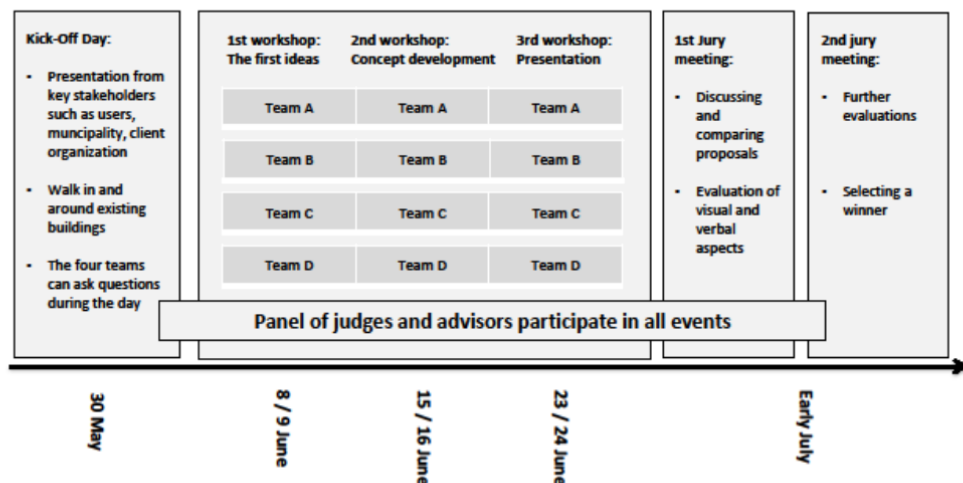 Kick-Off Day:
- Presentation from
key stakeholders
such as users,
muncipality, client
organization
- Walk in and
around existing
buildings
- The four teams
can ask questions
during the day
1st workshop:
The first ideas
2nd workshop:
Concept development
3rd workshop:
Presentation
Team A Team A Team A
Team B Team B Team B
Team C Team C Team C
Team D Team D Team D
1st Jury
meeting:
- Discussing
and
comparing
proposals
- Evaluation of
visual and
verbal
aspects
2nd jury
meeting:
- Further
evaluations
- Selecting a
winner
Panel of judges and advisors participate in all events
30 May
8 / 9 June
15 / 16 June
23 / 24 June
Early July